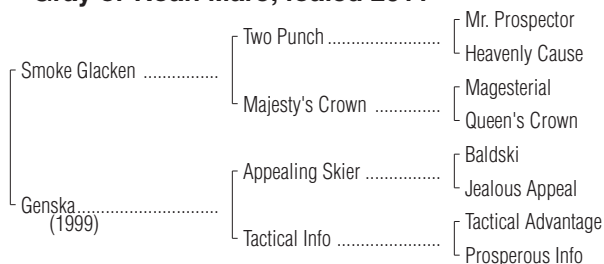 Mr. Prospector
Two Punch ........................
Heavenly Cause
Smoke Glacken ...............
Magesterial
Majesty's Crown .............
Queen's Crown
Baldski
Appealing Skier ...............
Jealous Appeal
Genska..............................
(1999)
Tactical Advantage
Tactical Info .....................
Prosperous Info